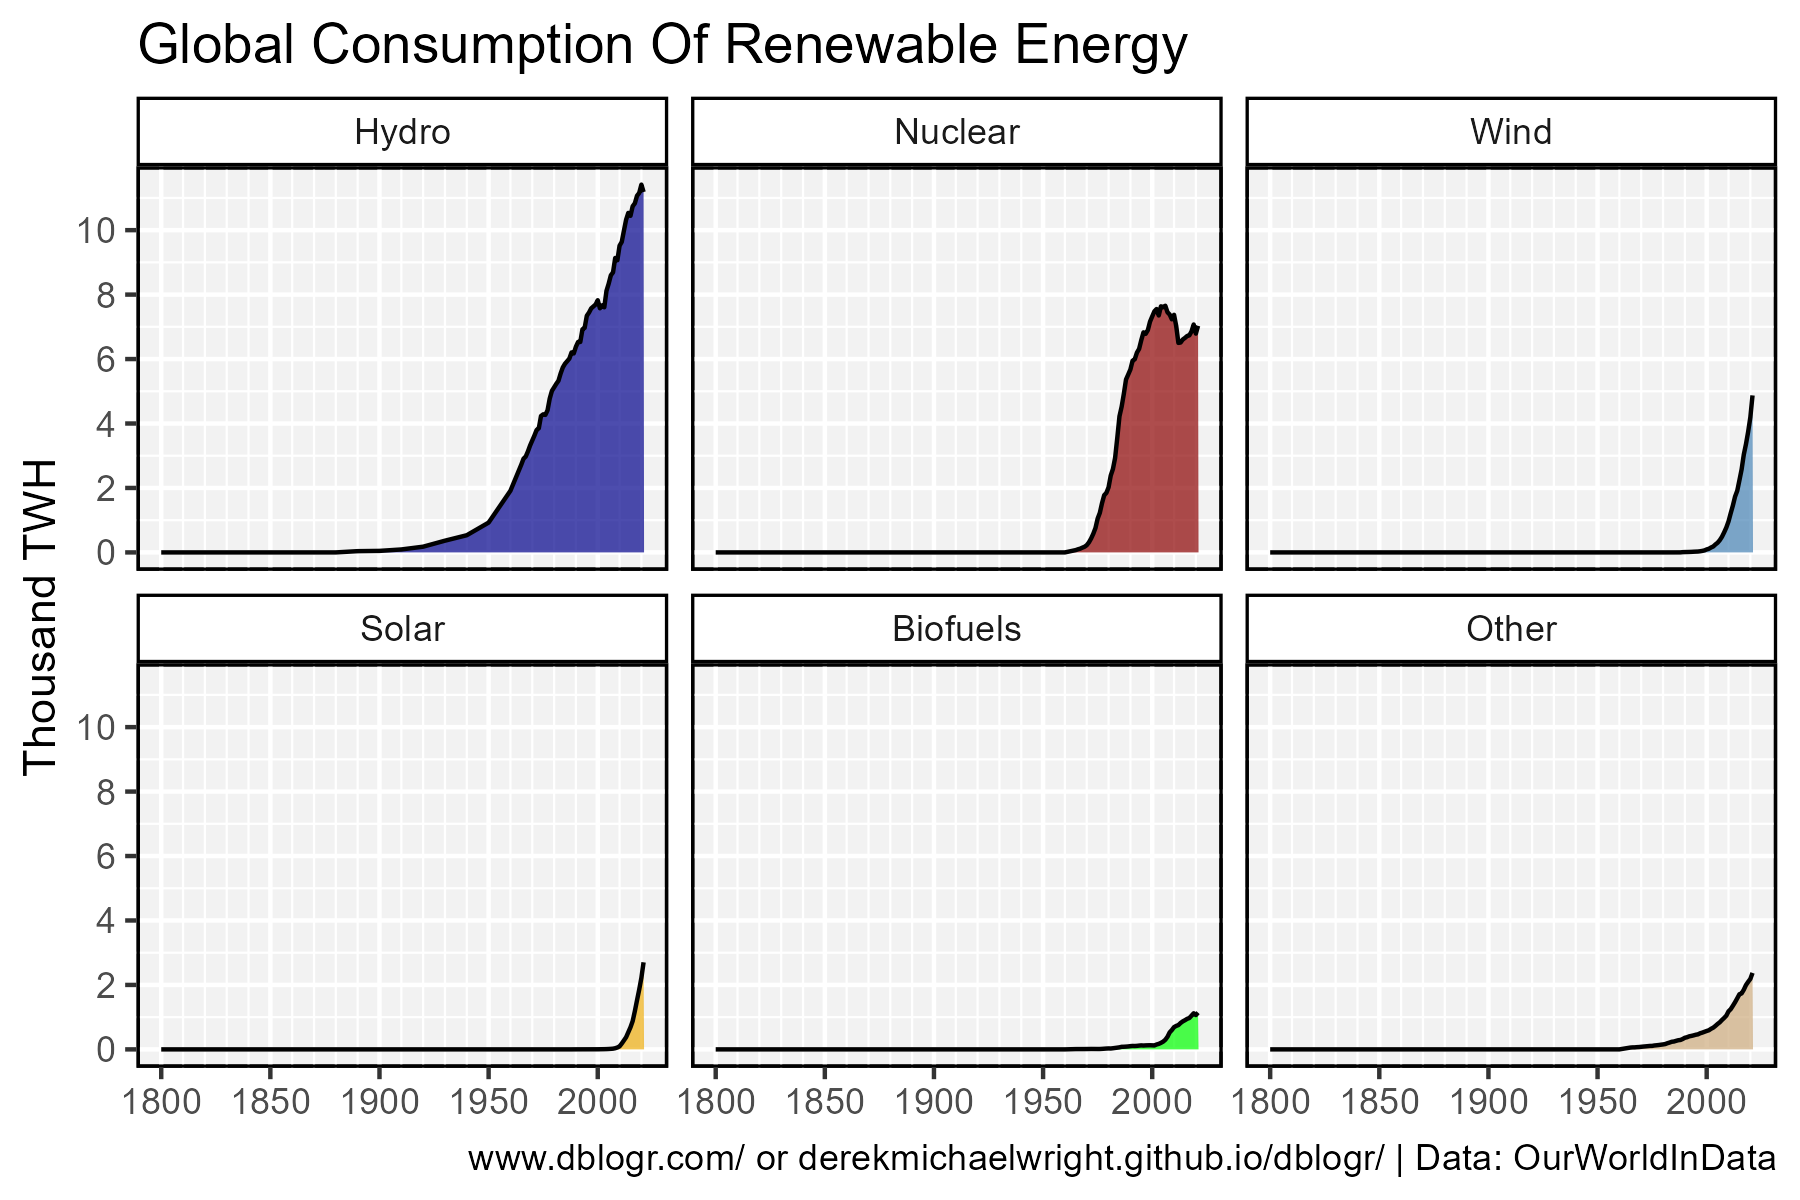 Global Consumption Of Renewable Energy
Hydro
Nuclear
Wind
10
8
6
4
2
0
Solar
Biofuels
Other
10
8
6
4
2
0
Thousand TWH
1800 1850 1900 1950 2000
1800 1850 1900 1950 2000
1800 1850 1900 1950 2000
www.dblogr.com/ or derekmichaelwright.github.io/dblogr/ | Data: OurWorldInData